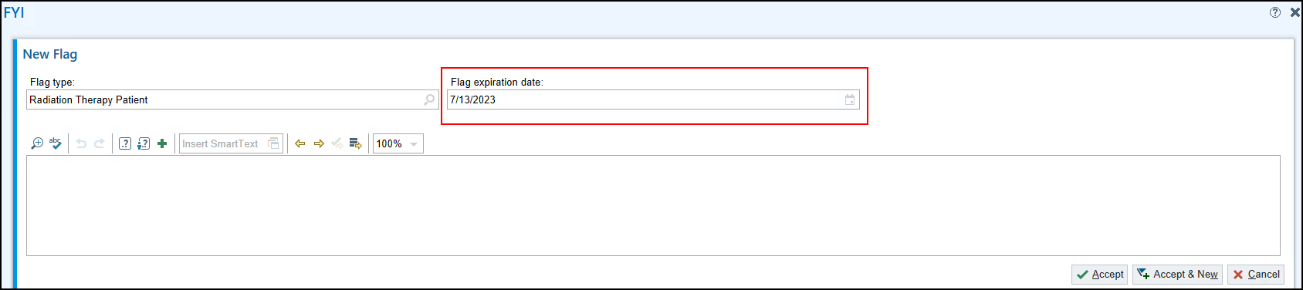 FYI
New Flag
Flag type: Flag expiration date:
Radiation Therapy Patient 7/13/2023
abc .? ? Insert SmartText 100%
Accept Accept & New Cancel